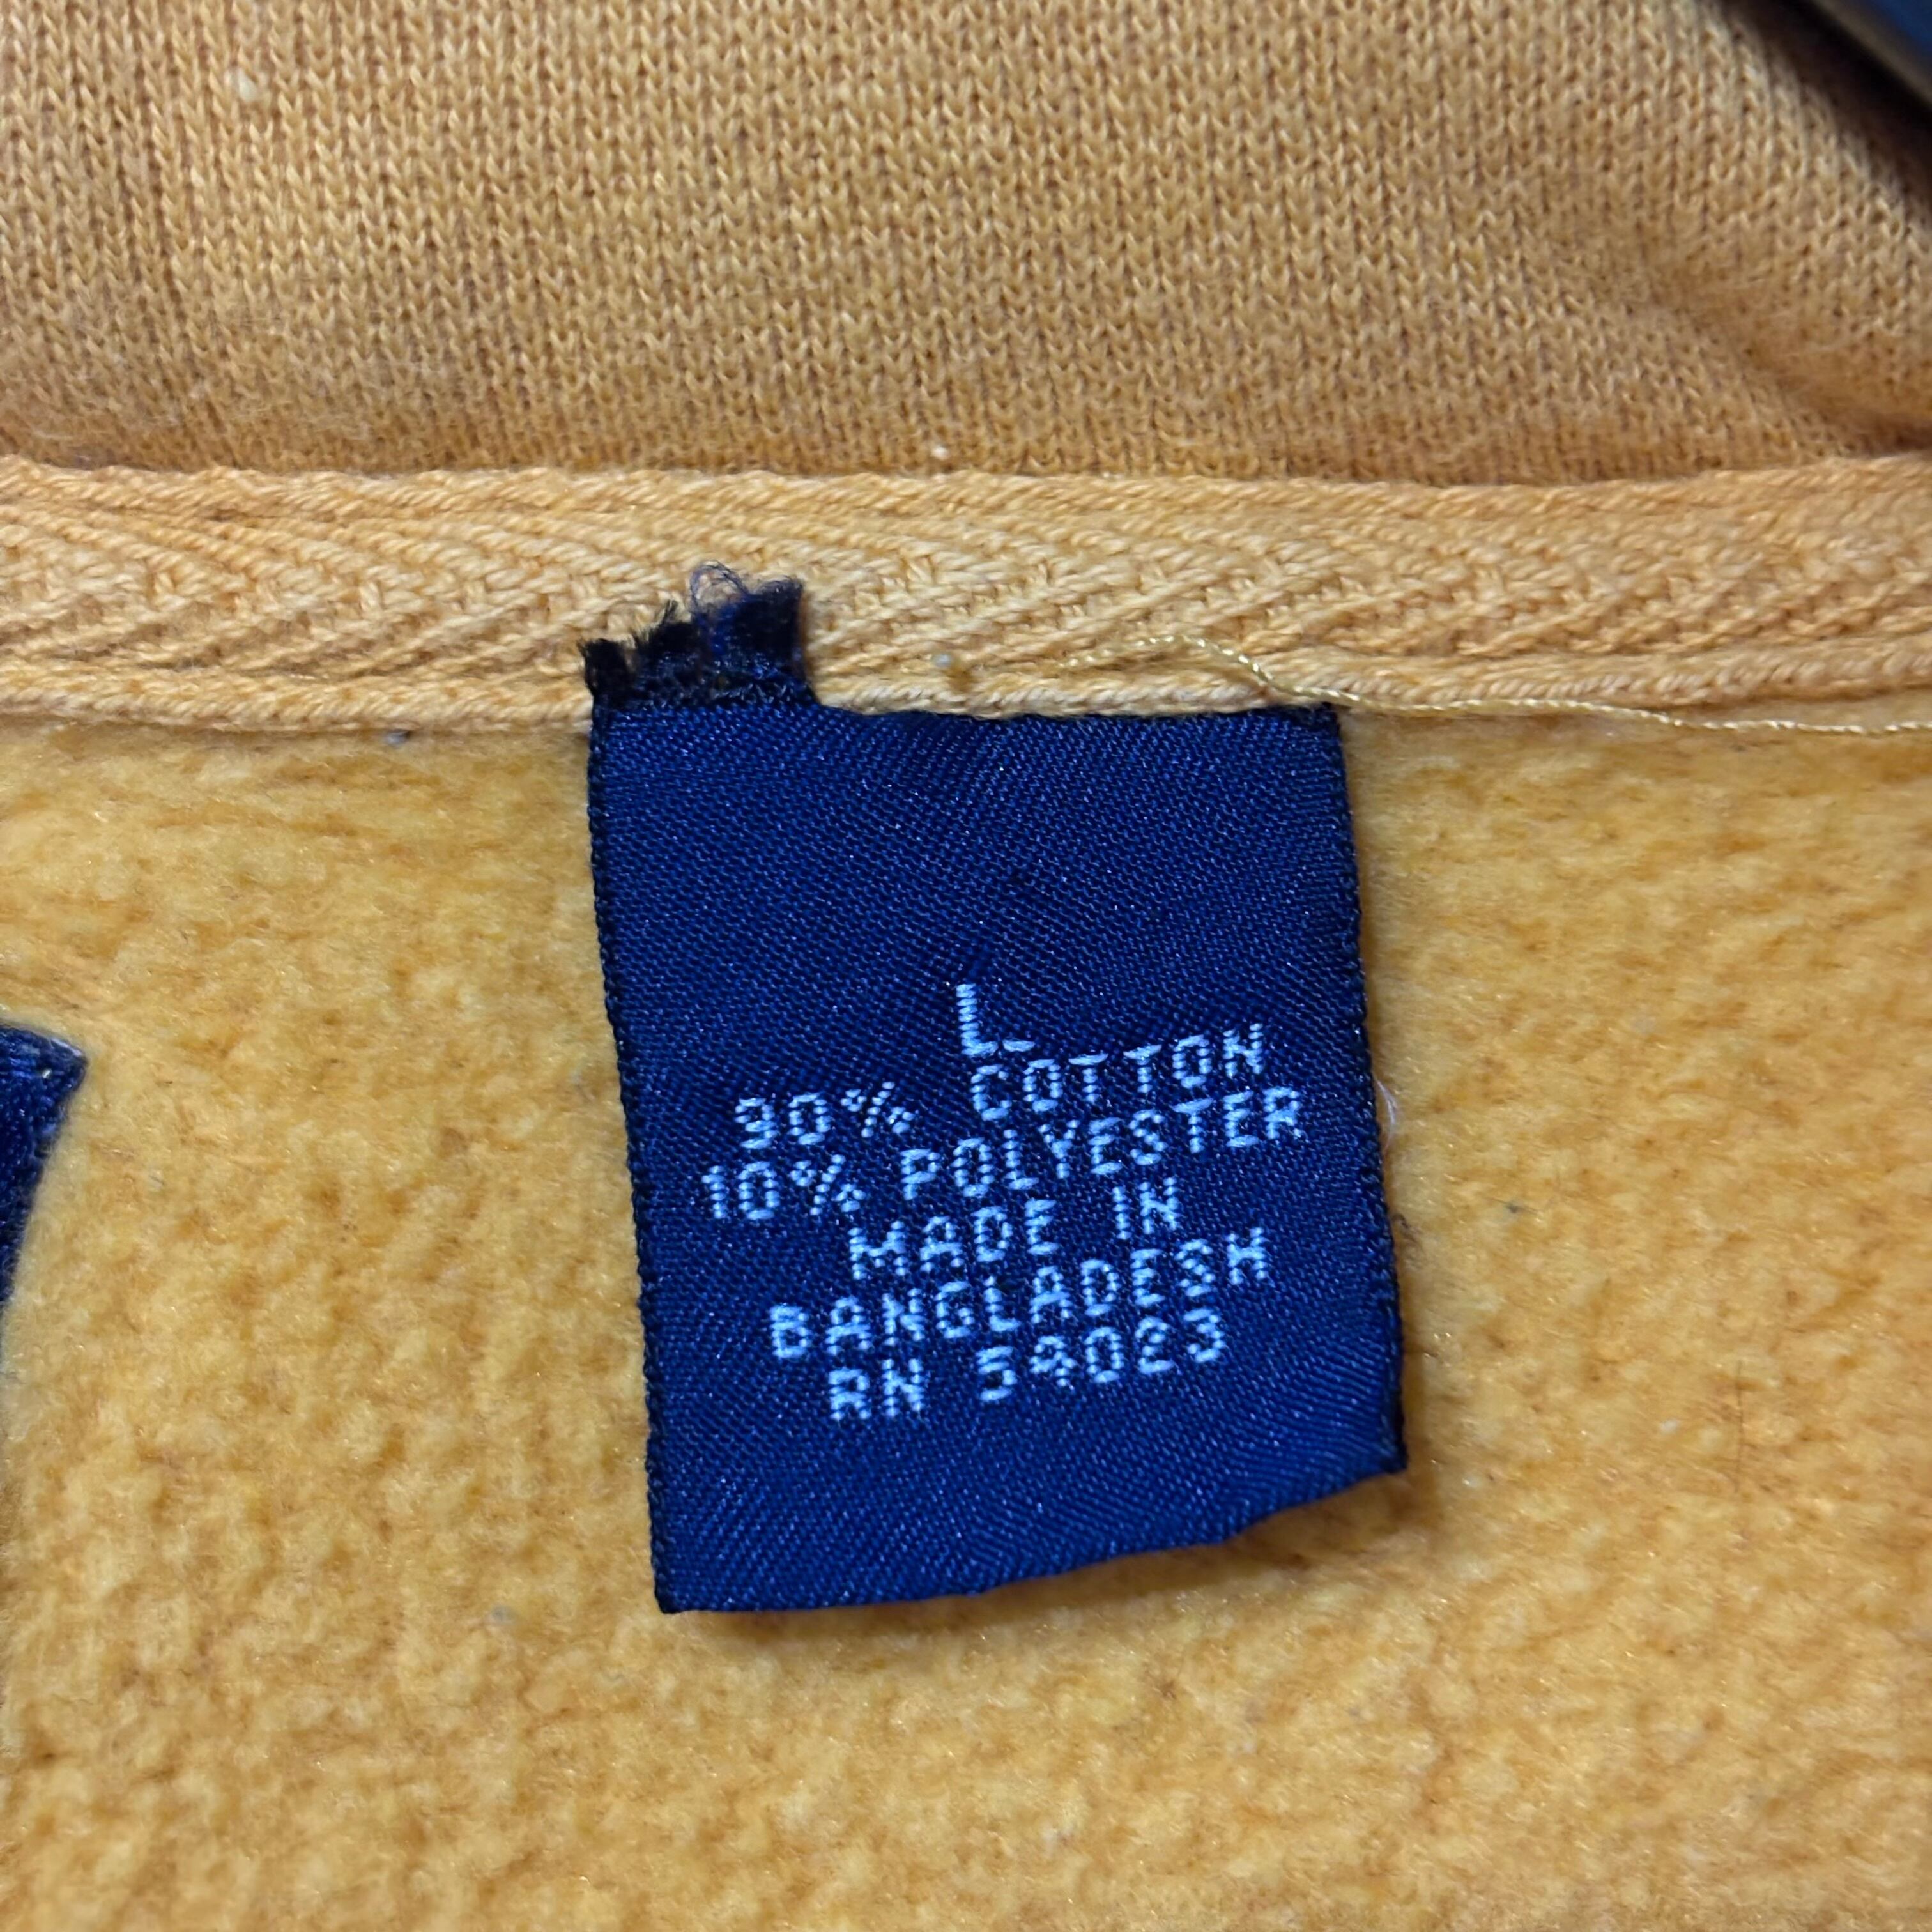 L
90% COTTON
10% POLYESTER
MADE IN
BANGLADESH
RN 54023